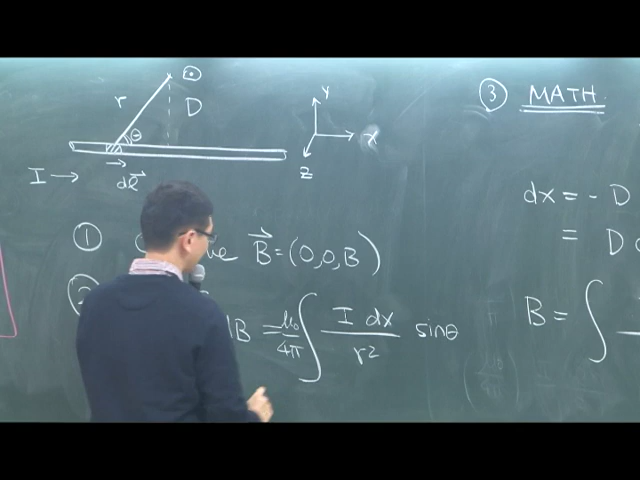 r
D
θ
I → dl⃗
Y
X
Z
① B⃗ = (0,0,B)
②
B = μ₀/4π ∫ I dx/r² sinθ
③ MATH
dx = - D
= D
B = ∫